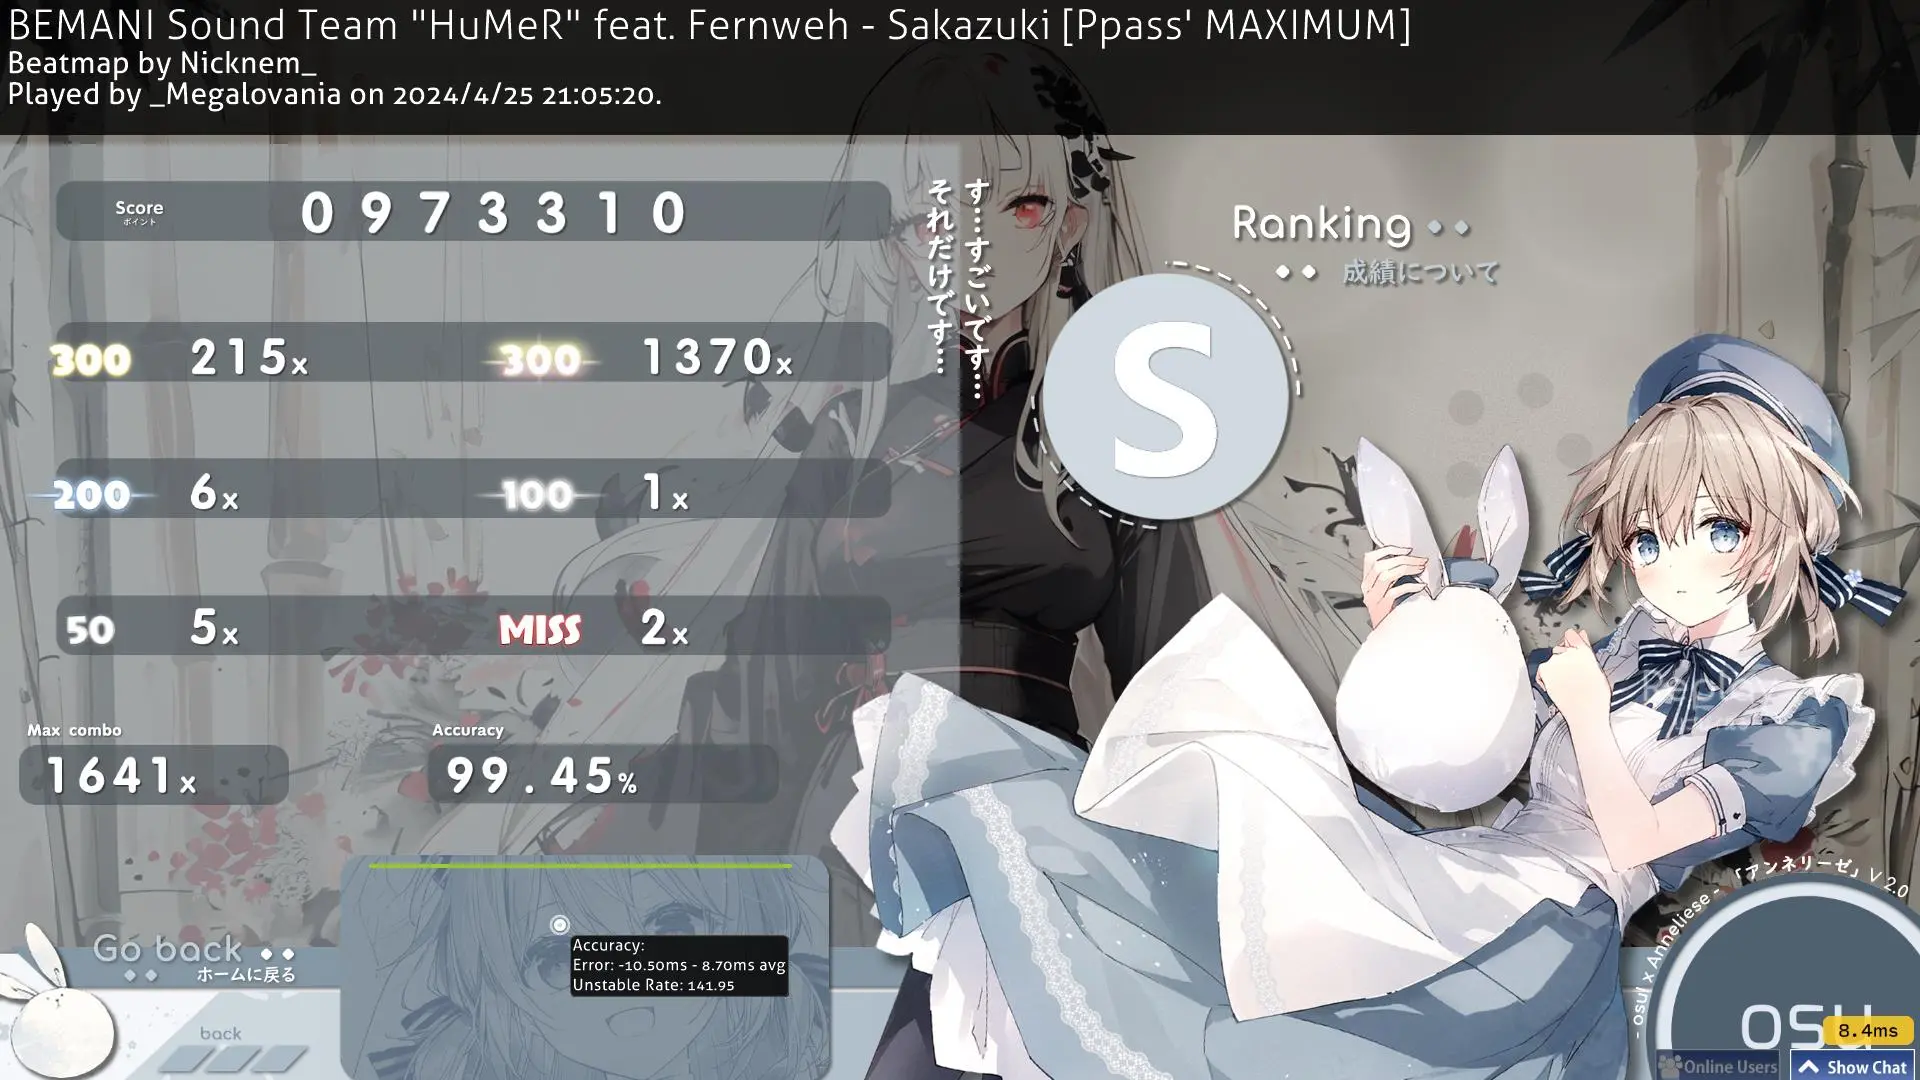 BEMANI Sound Team "HuMeR" feat. Fernweh - Sakazuki [Ppass' MAXIMUM]
Beatmap by Nicknem_
Played by _Megalovania on 2024/4/25 21:05:20.
Score 0973310
ポイント
す…すごいです…
それだけです…
Ranking
成績について
S
300 215x 300 1370x
200 6x 100 1x
50 5x MISS 2x
Max combo Accuracy
1641x 99.45%
Accuracy:
Error: -10.50ms - 8.70ms avg
Unstable Rate: 141.95
Go back
ホームに戻る
back
- osu! x Anneliese - 「アンネリーゼ」 V 2.0
osu
8.4ms
Online Users Show Chat